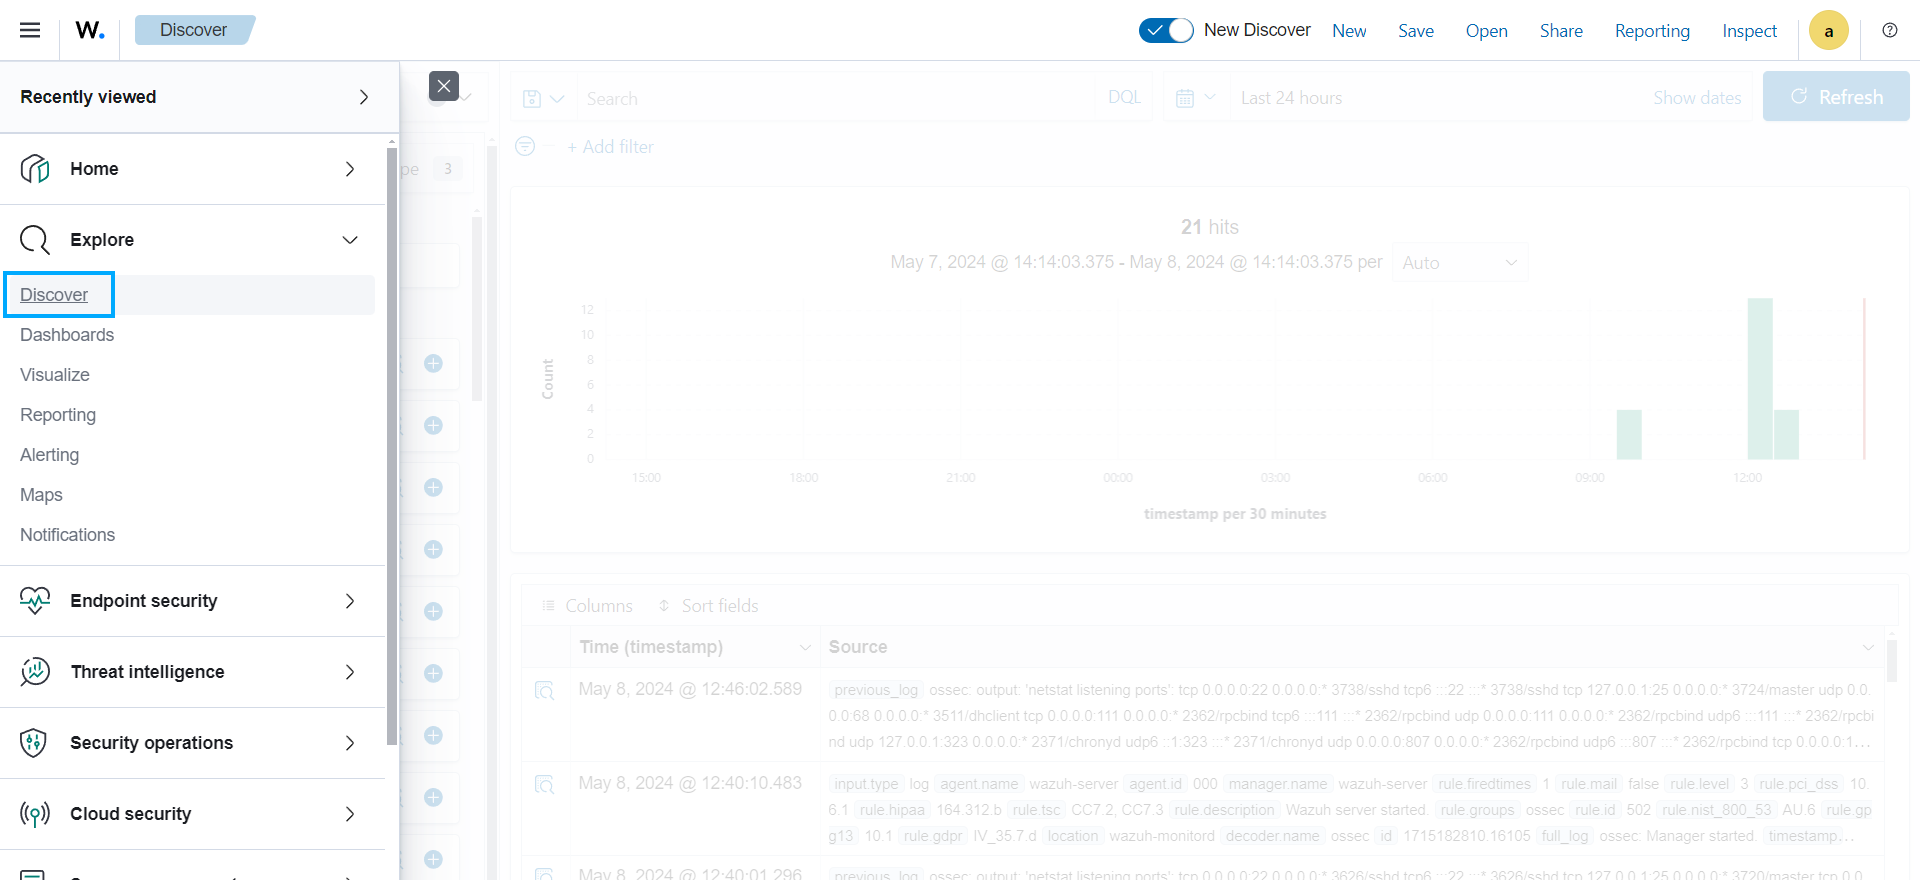 W.
Discover
New Discover
New
Save
Open
Share
Reporting
Inspect
a
Recently viewed
Home
Explore
Discover
Dashboards
Visualize
Reporting
Alerting
Maps
Notifications
Endpoint security
Threat intelligence
Security operations
Cloud security
pe 3
Search
DQL
Last 24 hours
Show dates
Refresh
+ Add filter
21 hits
May 7, 2024 @ 14:14:03.375 - May 8, 2024 @ 14:14:03.375 per
Auto
Count
12
10
8
6
4
2
0
15:00
18:00
21:00
00:00
03:00
06:00
09:00
12:00
timestamp per 30 minutes
Columns
Sort fields
Time (timestamp)
Source
May 8, 2024 @ 12:46:02.589
previous_log ossec: output: 'netstat listening ports': tcp 0.0.0.0:22 0.0.0.0:* 3738/sshd tcp6 :::22 :::* 3738/sshd tcp 127.0.0.1:25 0.0.0.0:* 3724/master udp 0.0.
0.0:68 0.0.0.0:* 3511/dhclient tcp 0.0.0.0:111 0.0.0.0:* 2362/rpcbind tcp6 :::111 :::* 2362/rpcbind udp 0.0.0.0:111 0.0.0.0:* 2362/rpcbind udp6 :::111 :::* 2362/rpcbi
nd udp 127.0.0.1:323 0.0.0.0:* 2371/chronyd udp6 ::1:323 :::* 2371/chronyd udp 0.0.0.0:807 0.0.0.0:* 2362/rpcbind udp6 :::807 :::* 2362/rpcbind tcp 0.0.0.0:1…
May 8, 2024 @ 12:40:10.483
input.type log agent.name wazuh-server agent.id 000 manager.name wazuh-server rule.firedtimes 1 rule.mail false rule.level 3 rule.pci_dss 10.
6.1 rule.hipaa 164.312.b rule.tsc CC7.2, CC7.3 rule.description Wazuh server started. rule.groups ossec rule.id 502 rule.nist_800_53 AU.6 rule.gp
g13 10.1 rule.gdpr IV_35.7.d location wazuh-monitord decoder.name ossec id 1715182810.16105 full_log ossec: Manager started. timestamp…
May 8, 2024 @ 12:40:01.296
previous_log ossec: output: 'netstat listening ports': tcp 0.0.0.0:22 0.0.0.0:* 3626/sshd tcp6 :::22 :::* 3626/sshd tcp 127.0.0.1:25 0.0.0.0:* 3720/master tcp 0.0.